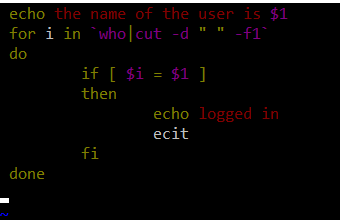 echo the name of the user is $1
for i in `who|cut -d " " -f1`
do
        if [ $i = $1 ]
        then
                echo logged in
                ecit
        fi
done
~